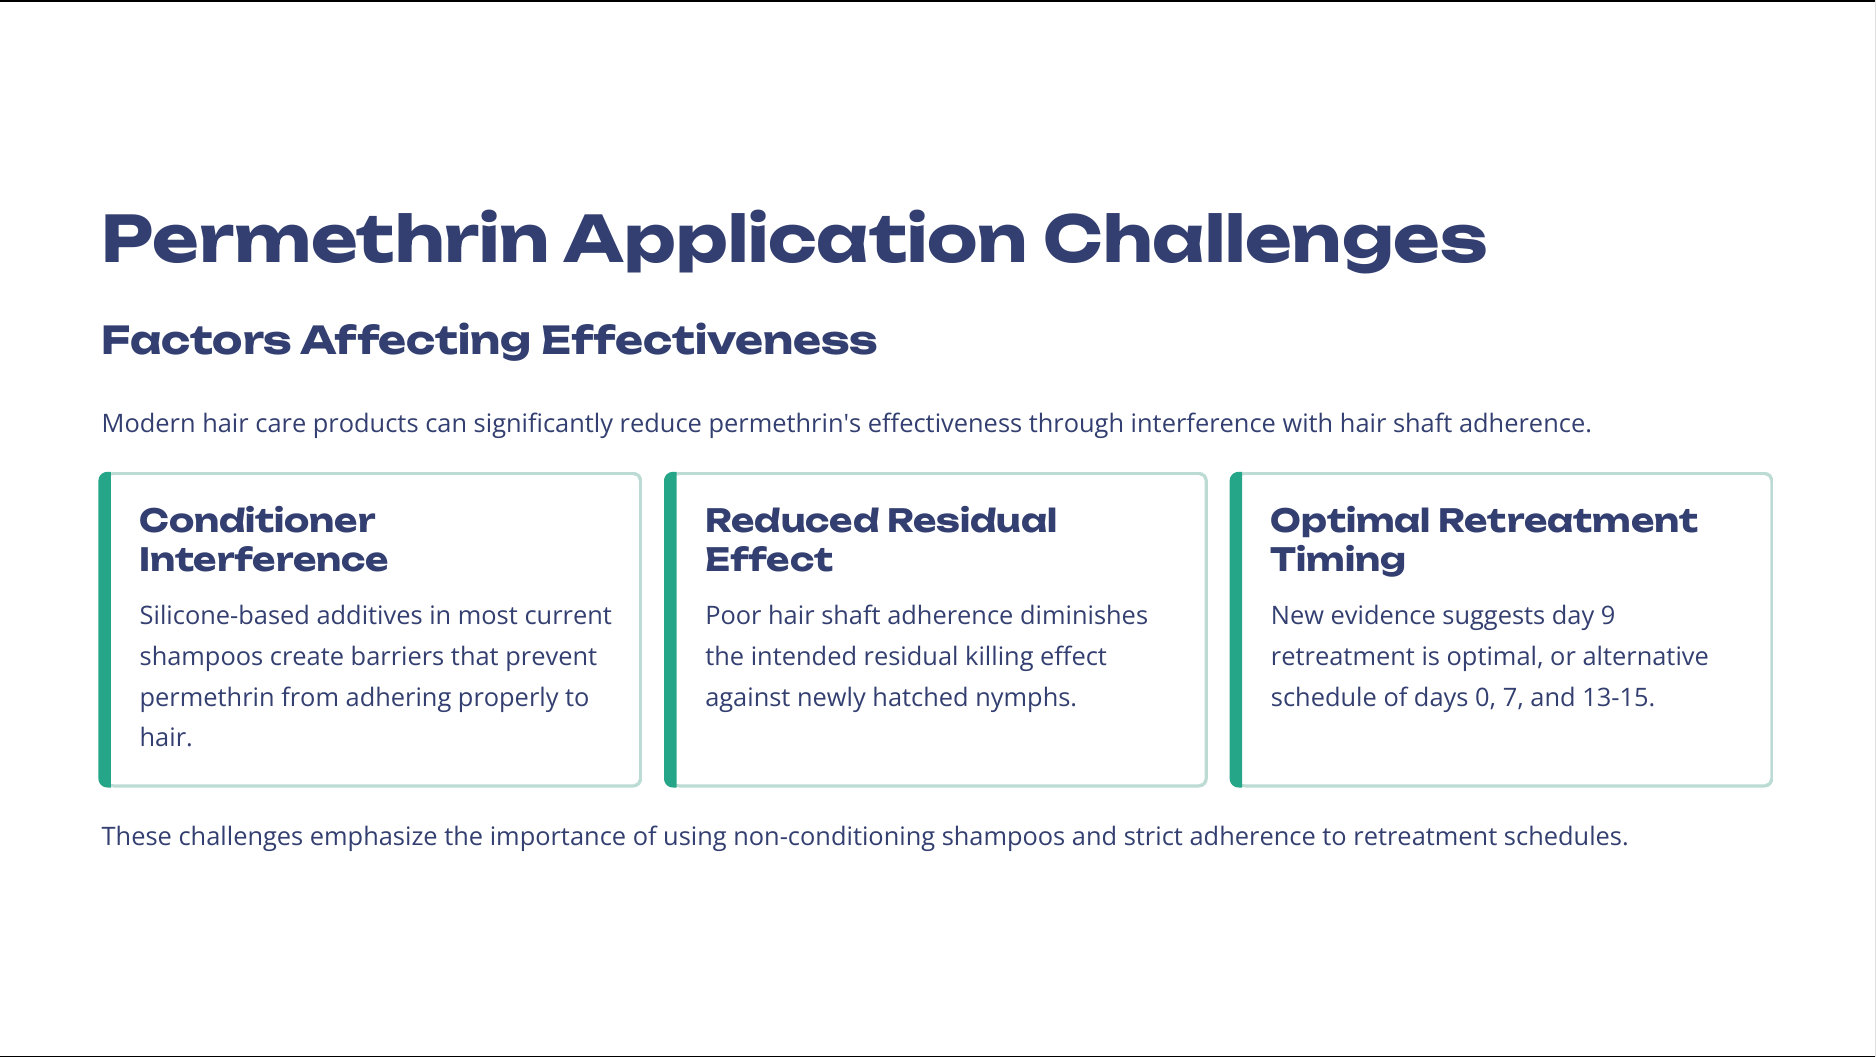 Permethrin Application Challenges
Factors Affecting Effectiveness
Modern hair care products can significantly reduce permethrin's effectiveness through interference with hair shaft adherence.
Conditioner
Interference
Silicone-based additives in most current
shampoos create barriers that prevent
permethrin from adhering properly to
hair.
Reduced Residual
Effect
Poor hair shaft adherence diminishes
the intended residual killing effect
against newly hatched nymphs.
Optimal Retreatment
Timing
New evidence suggests day 9
retreatment is optimal, or alternative
schedule of days 0, 7, and 13-15.
These challenges emphasize the importance of using non-conditioning shampoos and strict adherence to retreatment schedules.